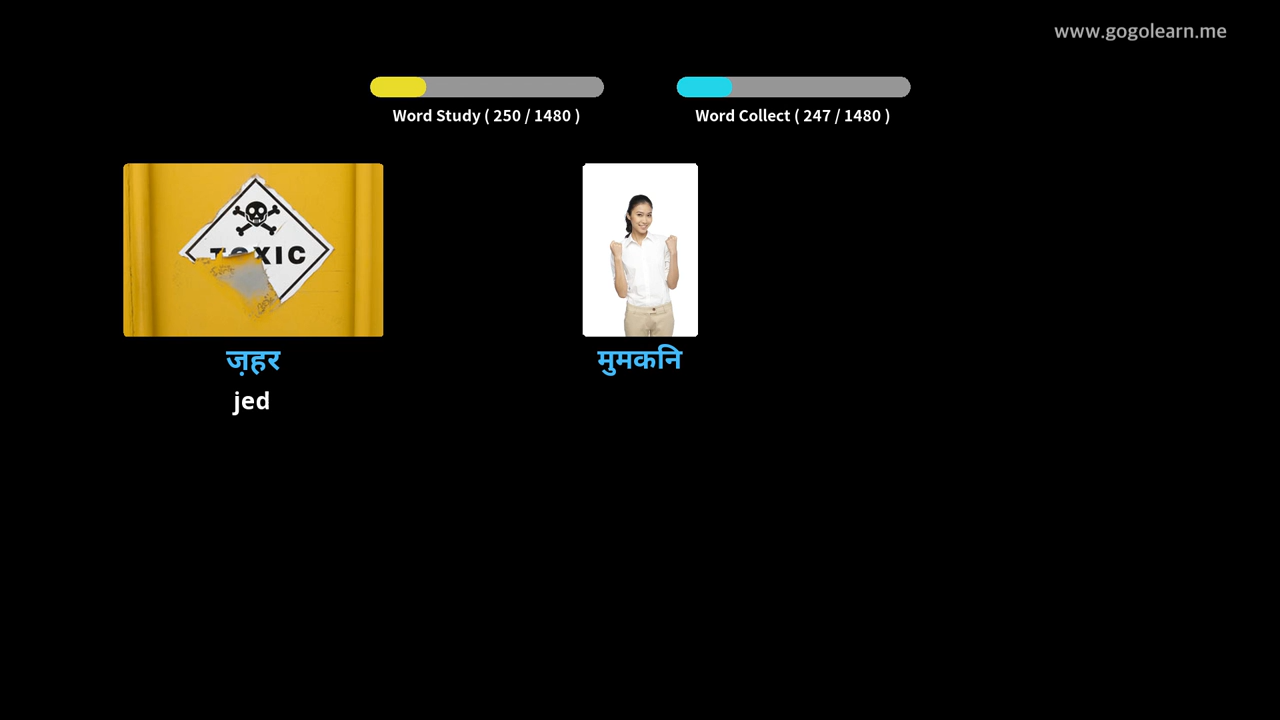 www.gogolearn.me
Word Study ( 250 / 1480 )
Word Collect ( 247 / 1480 )
TOXIC
ज़हर
मुमकनि
jed